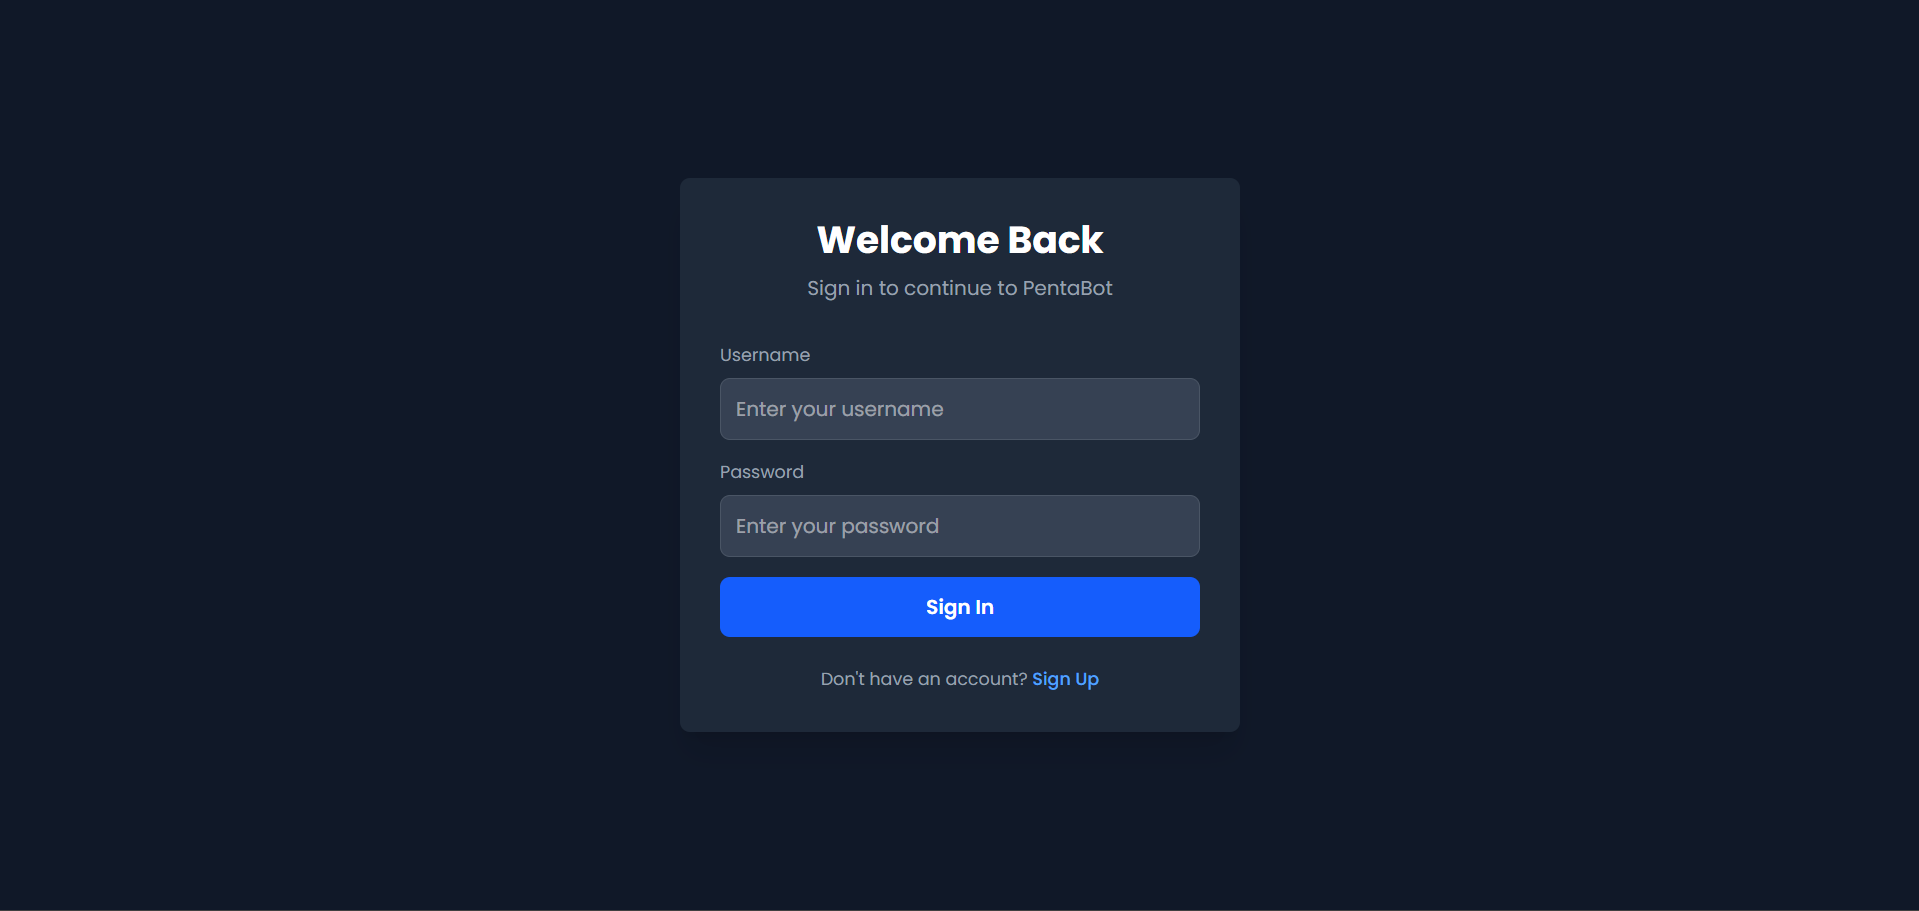 Welcome Back
Sign in to continue to PentaBot
Username
Enter your username
Password
Enter your password
Sign In
Don't have an account? Sign Up